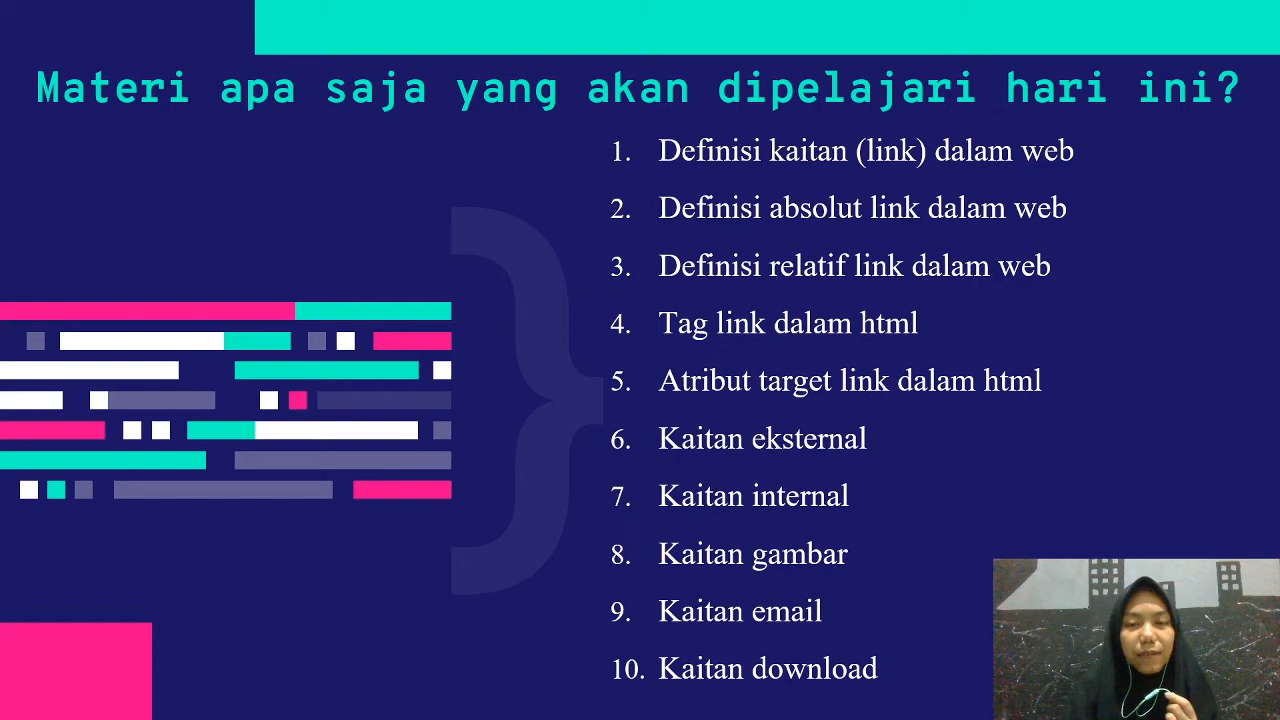 Materi apa saja yang akan dipelajari hari ini?
1. Definisi kaitan (link) dalam web
2. Definisi absolut link dalam web
3. Definisi relatif link dalam web
4. Tag link dalam html
5. Atribut target link dalam html
6. Kaitan eksternal
7. Kaitan internal
8. Kaitan gambar
9. Kaitan email
10. Kaitan download